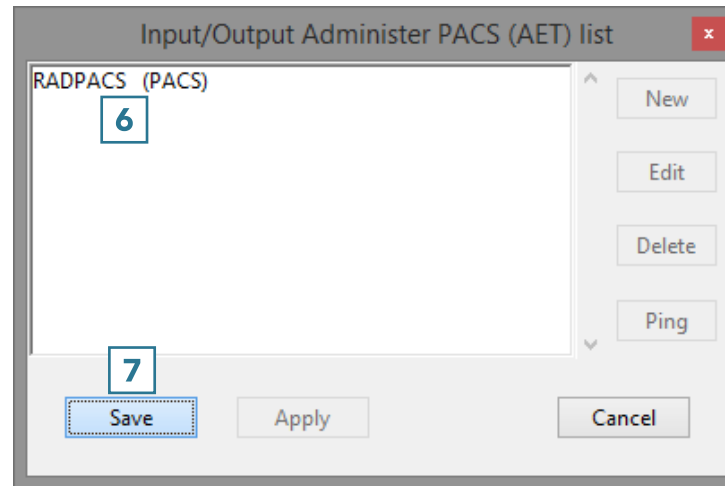 Input/Output Administer PACS (AET) list
x
RADPACS (PACS)
6
New
Edit
Delete
Ping
7
Save
Apply
Cancel